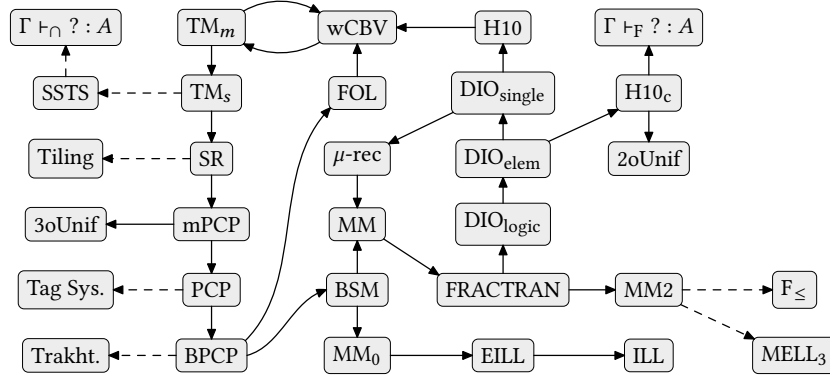 Γ ⊢∩ ? : A
TMₘ
wCBV
H10
Γ ⊢F ? : A
SSTS
TMₛ
FOL
DIOsingle
H10c
Tiling
SR
μ-rec
DIOelem
2oUnif
3oUnif
mPCP
MM
DIOlogic
Tag Sys.
PCP
BSM
FRACTRAN
MM2
F≤
Trakht.
BPCP
MM₀
EILL
ILL
MELL₃